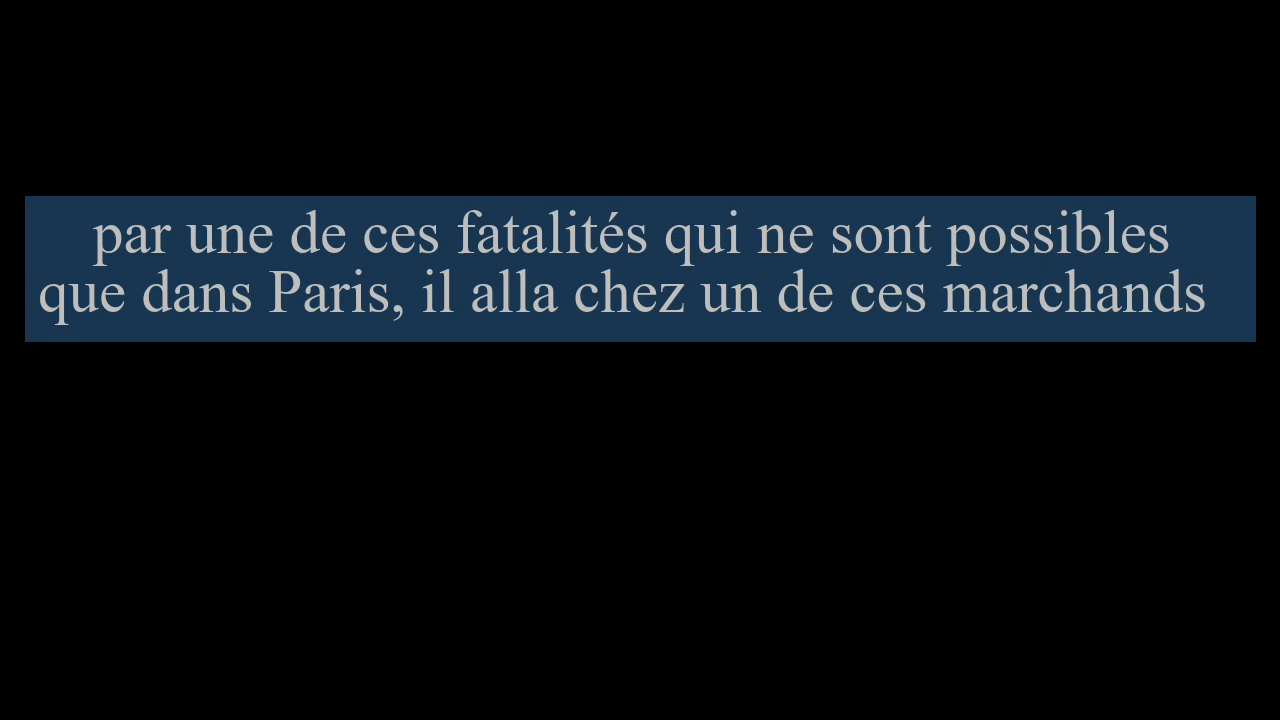 par une de ces fatalités qui ne sont possibles
que dans Paris, il alla chez un de ces marchands